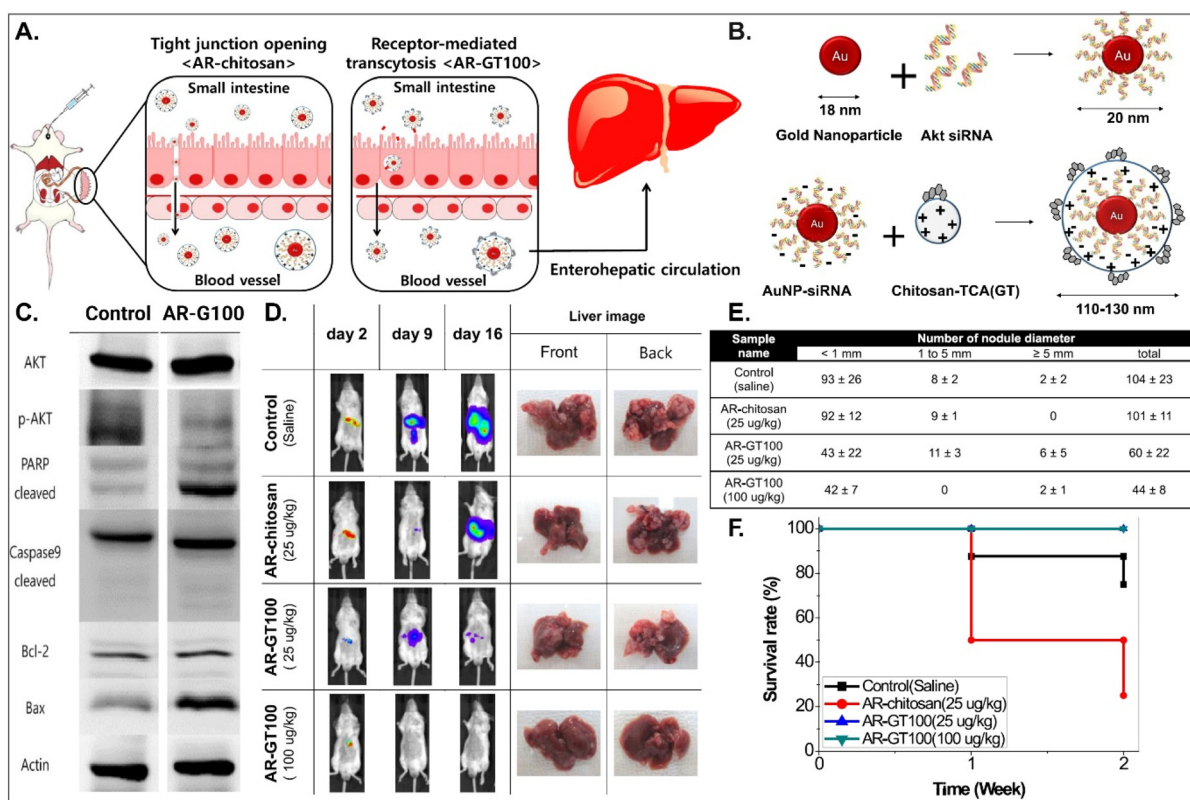 A.
Tight junction opening
<AR-chitosan>
Small intestine
Blood vessel
Receptor-mediated
transcytosis <AR-GT100>
Small intestine
Blood vessel
Enterohepatic circulation
Au
Au
B.
Au
18 nm
Gold Nanoparticle
+
Akt siRNA
Au
20 nm
Au
AuNP-siRNA
+
Chitosan-TCA(GT)
Au
110-130 nm
C.
Control AR-G100
AKT
p-AKT
PARP
cleaved
Caspase9
cleaved
Bcl-2
Bax
Actin
D.
day 2 day 9 day 16 Liver image
Front Back
Control
(Saline)
AR-chitosan
(25 ug/kg)
AR-GT100
( 25 ug/kg)
AR-GT100
( 100 ug/kg)
E.
Sample name Number of nodule diameter
< 1 mm 1 to 5 mm ≥ 5 mm total
Control (saline) 93 ± 26 8 ± 2 2 ± 2 104 ± 23
AR-chitosan (25 ug/kg) 92 ± 12 9 ± 1 0 101 ± 11
AR-GT100 (25 ug/kg) 43 ± 22 11 ± 3 6 ± 5 60 ± 22
AR-GT100 (100 ug/kg) 42 ± 7 0 2 ± 1 44 ± 8
F.
Survival rate (%)
100
80
60
40
20
0
Control(Saline)
AR-chitosan(25 ug/kg)
AR-GT100(25 ug/kg)
AR-GT100(100 ug/kg)
0 1 2
Time (Week)